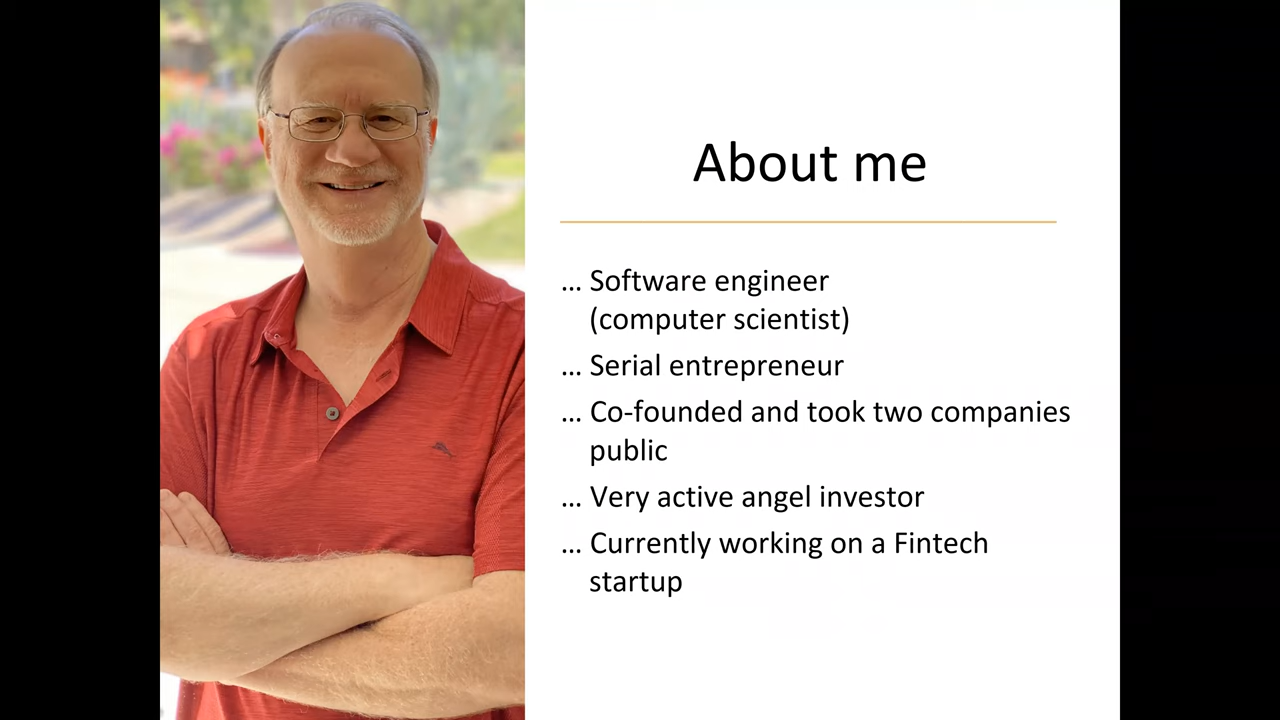 About me
… Software engineer
(computer scientist)
… Serial entrepreneur
… Co-founded and took two companies
public
… Very active angel investor
… Currently working on a Fintech
startup